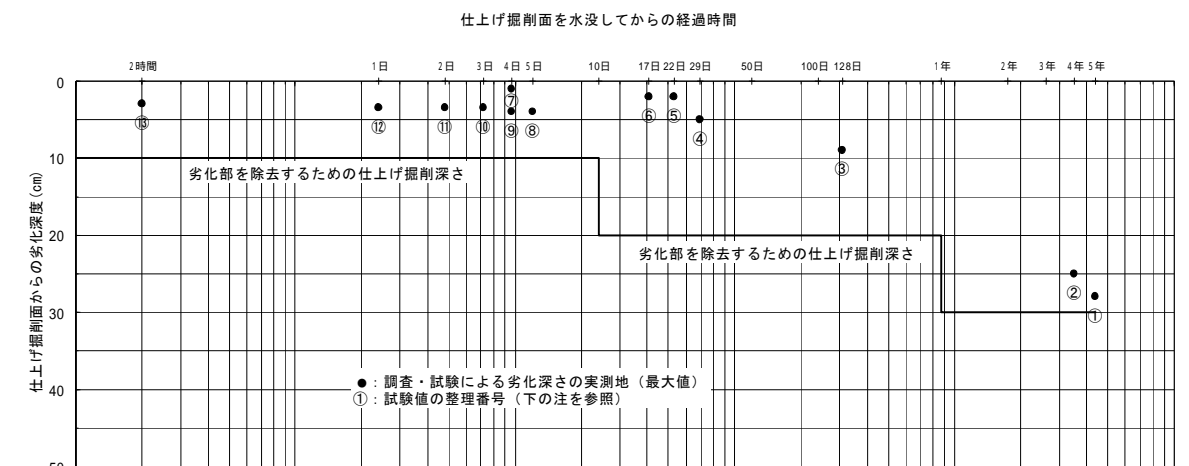 仕上げ掘削面を水没してからの経過時間
2時間 1日 2日 3日 4日 5日 10日 17日 22日 29日 50日 100日 128日 1年 2年 3年 4年 5年
0
⑦
⑬ ⑫ ⑪ ⑩ ⑨ ⑧ ⑥ ⑤ ④
10
劣化部を除去するための仕上げ掘削深さ
③
20
劣化部を除去するための仕上げ掘削深さ
②
30
①
仕上げ掘削面からの劣化深度(cm)
●:調査・試験による劣化深さの実測地(最大値)
①:試験値の整理番号(下の注を参照)
40
50